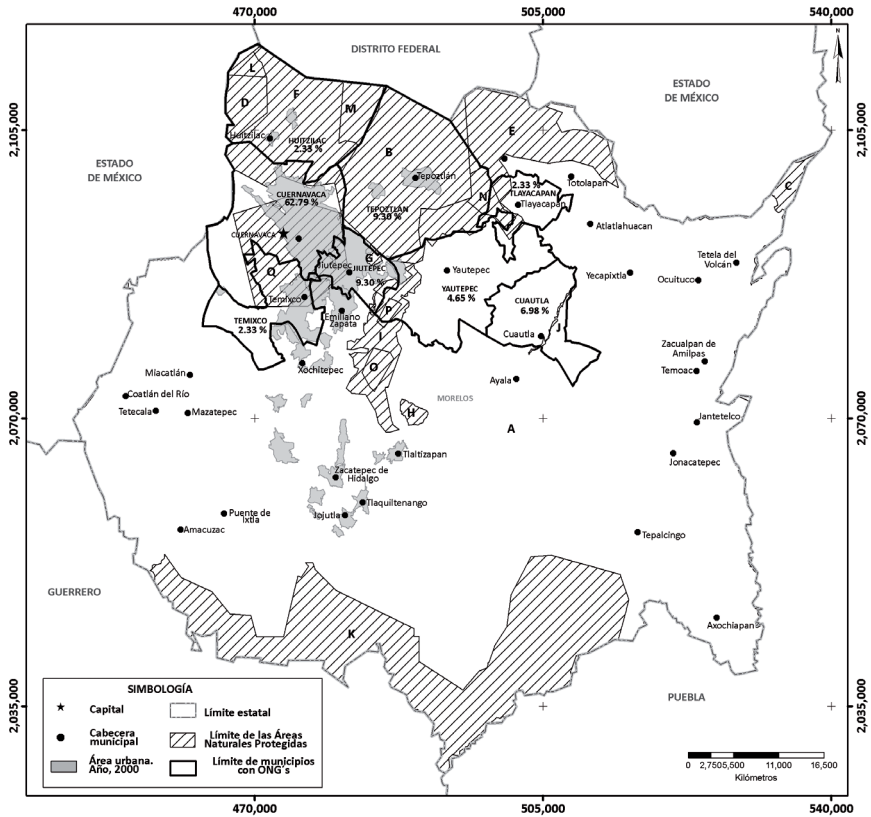 470,000
505,000
540,000
DISTRITO FEDERAL
N
ESTADO
DE MÉXICO
L
F
D
M
2,105,000
2,105,000
Huitzilac
HUITZILAC
2.33 %
E
B
ESTADO
DE MÉXICO
Tepoztlán
Totolapan
C
2.33 %
TLAYACAPAN
N
CUERNAVACA
62.79 %
TEPOZTLAN
9.30 %
Tlayacapan
Atlatlahuacan
CUERNAVACA
G
Jiutepec
JIUTEPEC
9.30 %
Q
Yautepec
Yecapixtla
Tetela del
Volcán
Ocuituco
YAUTEPEC
4.65 %
CUAUTLA
6.98 %
Temixco
P
TEMIXCO
2.33 %
Emiliano
Zapata
I
Cuautla
J
Zacualpan de
Amilpas
Temoac
Xochitepec
O
Miacatlán
Ayala
Coatlán del Río
Tetecala
Mazatepec
MORELOS
H
A
Jantetelco
2,070,000
2,070,000
Tlaltizapan
Jonacatepec
Zacatepec de
Hidalgo
Tlaquiltenango
Puente de
Ixtla
Jojutla
Amacuzac
Tepalcingo
GUERRERO
K
Axochiapan
PUEBLA
2,035,000
2,035,000
SIMBOLOGÍA
Capital
Límite estatal
Cabecera
municipal
Límite de las Áreas
Naturales Protegidas
Área urbana.
Año, 2000
Límite de municipios
con ONG´s
0 2,7505,500 11,000 16,500
Kilómetros
470,000
505,000
540,000